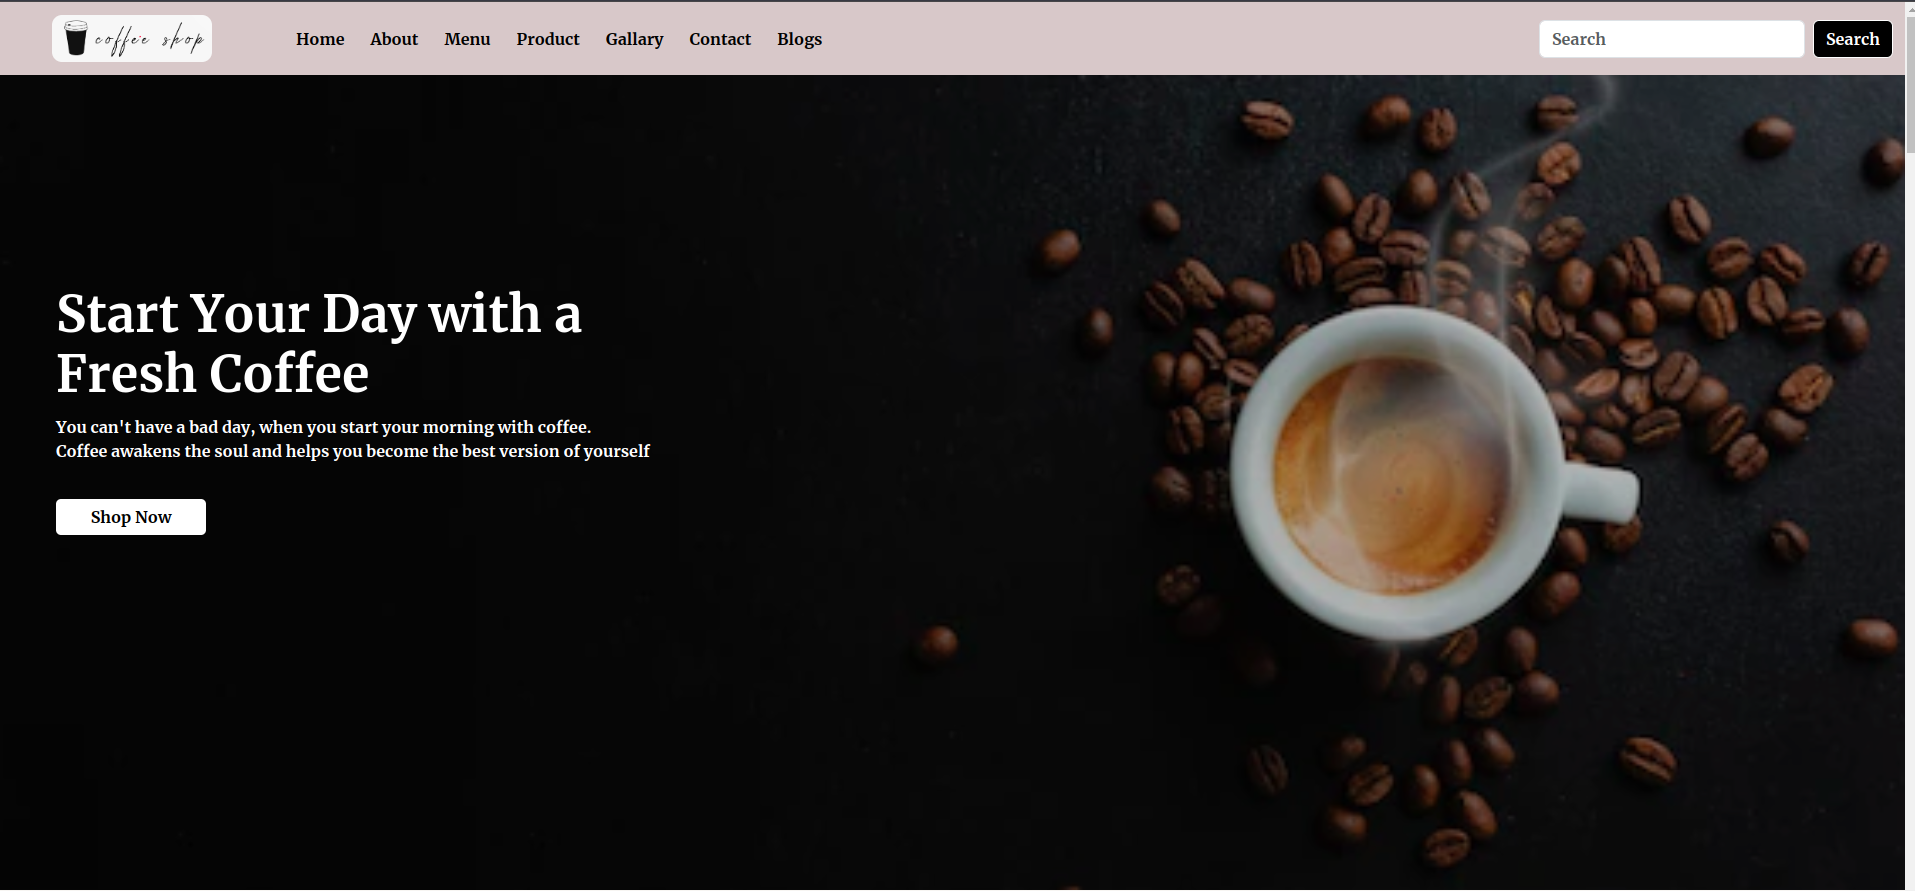 coffee shop
Home About Menu Product Gallary Contact Blogs
Search Search
Start Your Day with a
Fresh Coffee
You can't have a bad day, when you start your morning with coffee.
Coffee awakens the soul and helps you become the best version of yourself
Shop Now